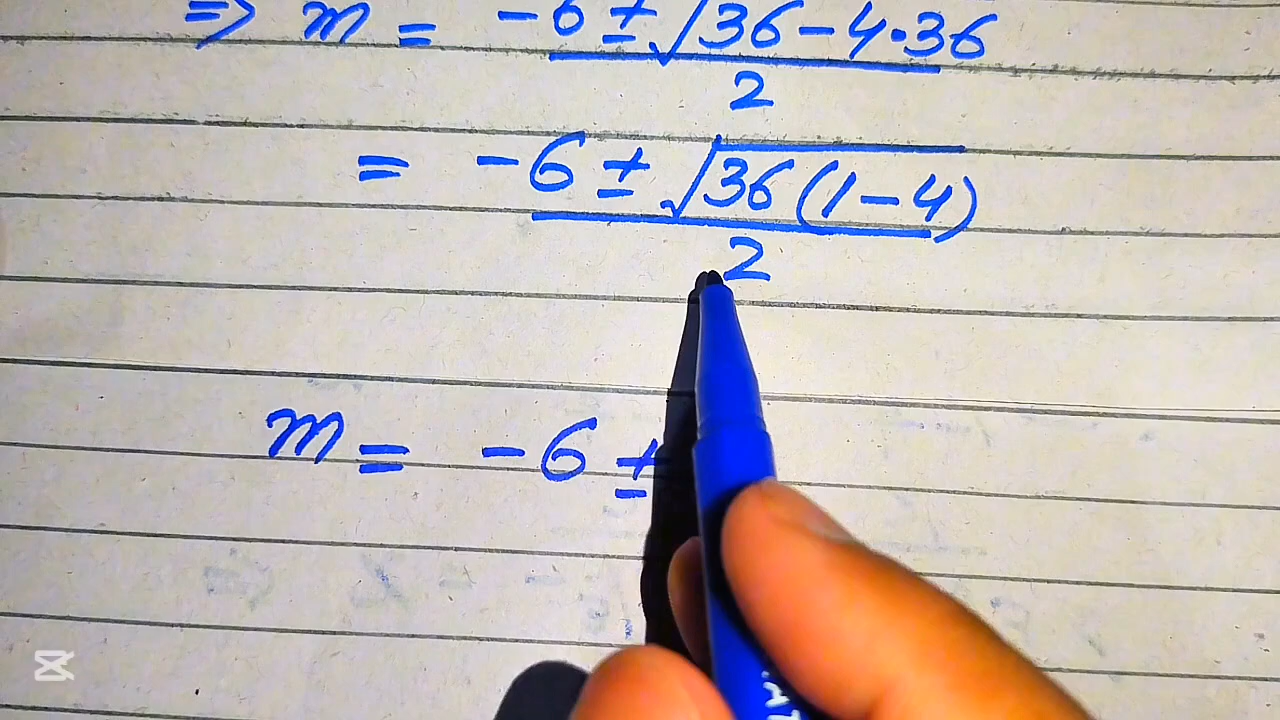 => m = -6 ± √36-4·36
2
= -6 ± √36(1-4)
2
m = -6 ±